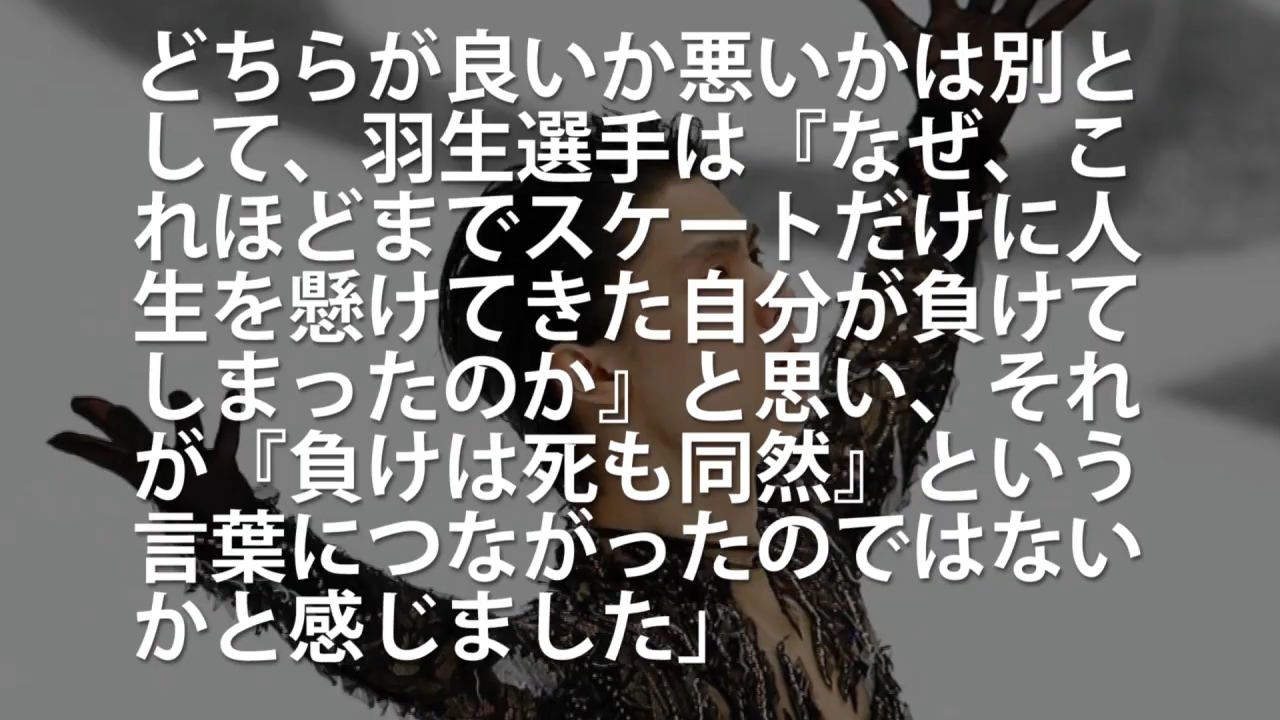 どちらが良いか悪いかは別と
して、羽生選手は『なぜ、こ
れほどまでスケートだけに人
生を懸けてきた自分が負けて
しまったのか』と思い、それ
が『負けは死も同然』という
言葉につながったのではない
かと感じました」